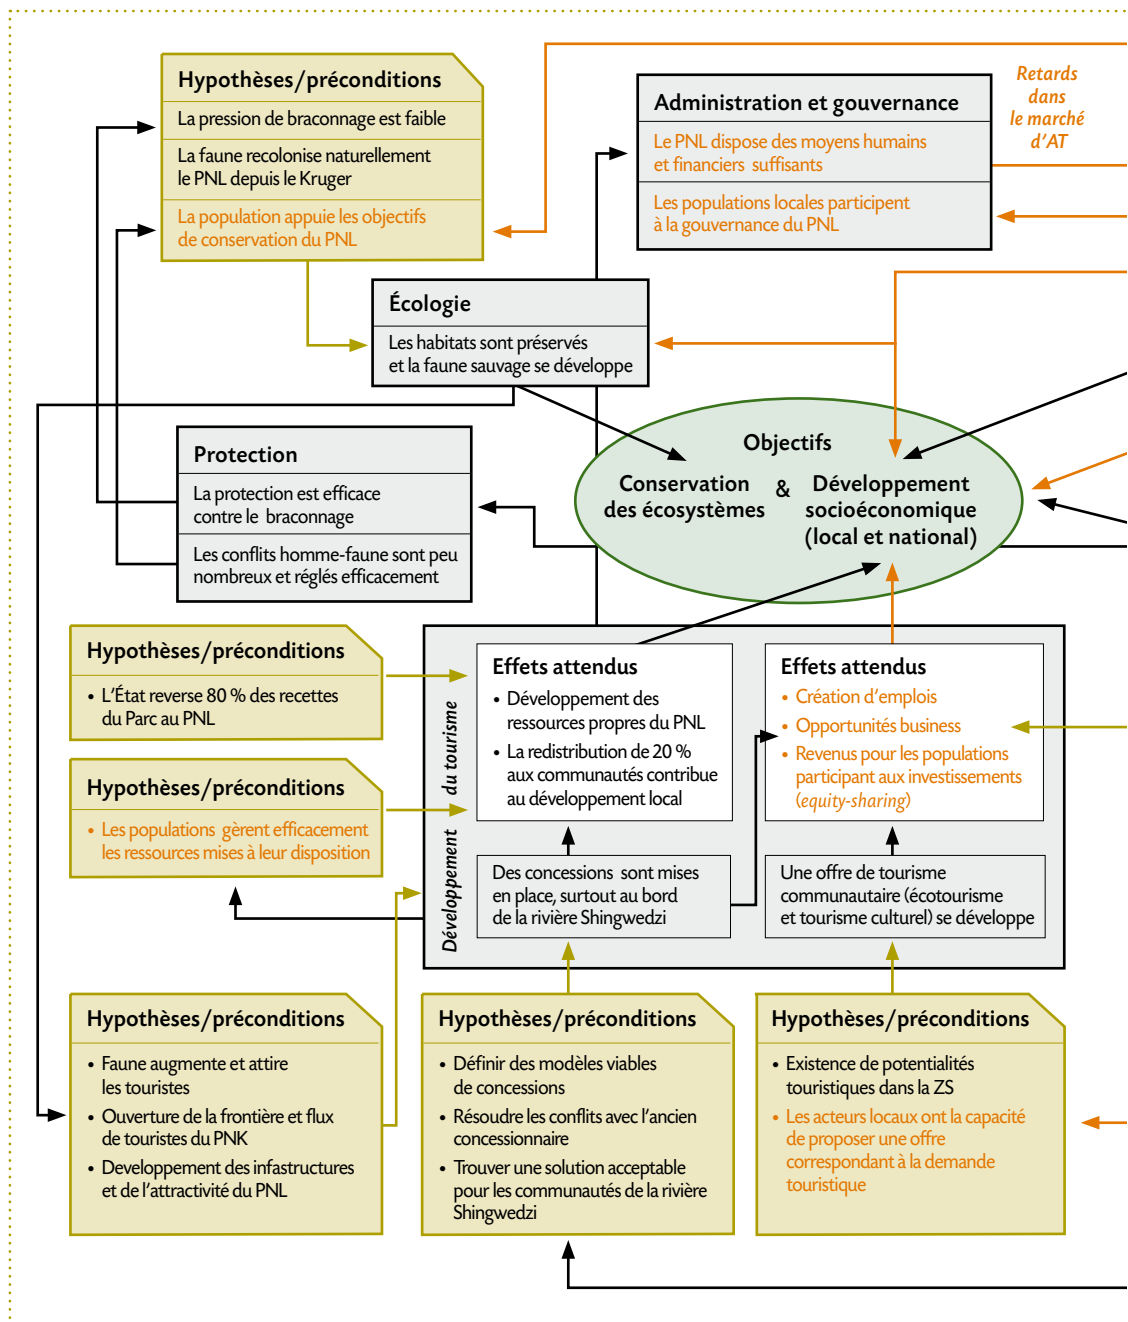 Hypothèses/préconditions
La pression de braconnage est faible
La faune recolonise naturellement
le PNL depuis le Kruger
La population appuie les objectifs
de conservation du PNL
Administration et gouvernance
Le PNL dispose des moyens humains
et financiers suffisants
Les populations locales participent
à la gouvernance du PNL
Retards
dans
le marché
d'AT
Écologie
Les habitats sont préservés
et la faune sauvage se développe
Protection
La protection est efficace
contre le braconnage
Les conflits homme-faune sont peu
nombreux et réglés efficacement
Objectifs
Conservation
des écosystèmes
&
Développement
socioéconomique
(local et national)
Hypothèses/préconditions
• L'État reverse 80 % des recettes
du Parc au PNL
Hypothèses/préconditions
• Les populations gèrent efficacement
les ressources mises à leur disposition
Développement du tourisme
Effets attendus
• Développement des
ressources propres du PNL
• La redistribution de 20 %
aux communautés contribue
au développement local
Effets attendus
• Création d'emplois
• Opportunités business
• Revenus pour les populations
participant aux investissements
(equity-sharing)
Des concessions sont mises
en place, surtout au bord
de la rivière Shingwedzi
Une offre de tourisme
communautaire (écotourisme
et tourisme culturel) se développe
Hypothèses/préconditions
• Faune augmente et attire
les touristes
• Ouverture de la frontière et flux
de touristes du PNK
• Developpement des infastructures
et de l'attractivité du PNL
Hypothèses/préconditions
• Définir des modèles viables
de concessions
• Résoudre les conflits avec l'ancien
concessionnaire
• Trouver une solution acceptable
pour les communautés de la rivière
Shingwedzi
Hypothèses/préconditions
• Existence de potentialités
touristiques dans la ZS
• Les acteurs locaux ont la capacité
de proposer une offre
correspondant à la demande
touristique